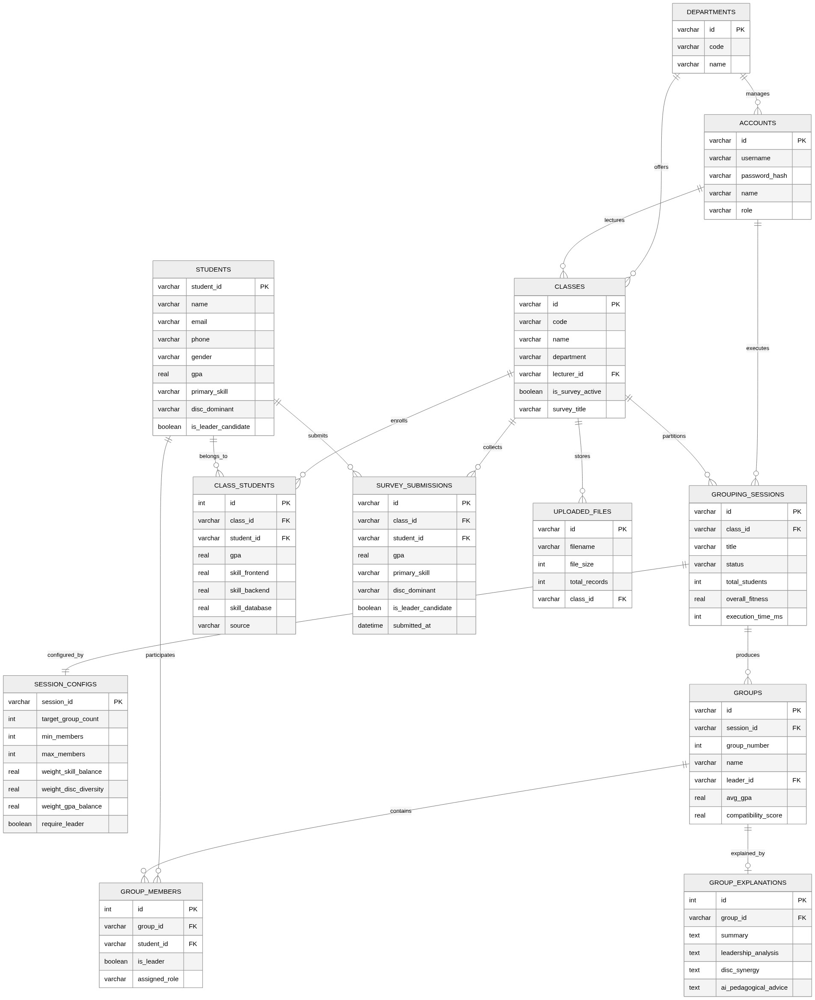 DEPARTMENTS
varchar id PK
varchar code
varchar name
manages
offers
ACCOUNTS
varchar id PK
varchar username
varchar password_hash
varchar name
varchar role
lectures
executes
STUDENTS
varchar student_id PK
varchar name
varchar email
varchar phone
varchar gender
real gpa
varchar primary_skill
varchar disc_dominant
boolean is_leader_candidate
CLASSES
varchar id PK
varchar code
varchar name
varchar department
varchar lecturer_id FK
boolean is_survey_active
varchar survey_title
enrolls
submits
partitions
collects
belongs_to
stores
CLASS_STUDENTS
int id PK
varchar class_id FK
varchar student_id FK
real gpa
real skill_frontend
real skill_backend
real skill_database
varchar source
SURVEY_SUBMISSIONS
varchar id PK
varchar class_id FK
varchar student_id FK
real gpa
varchar primary_skill
varchar disc_dominant
boolean is_leader_candidate
datetime submitted_at
UPLOADED_FILES
varchar id PK
varchar filename
int file_size
int total_records
varchar class_id FK
GROUPING_SESSIONS
varchar id PK
varchar class_id FK
varchar title
varchar status
int total_students
real overall_fitness
int execution_time_ms
configured_by
participates
produces
SESSION_CONFIGS
varchar session_id PK
int target_group_count
int min_members
int max_members
real weight_skill_balance
real weight_disc_diversity
real weight_gpa_balance
boolean require_leader
GROUPS
varchar id PK
varchar session_id FK
int group_number
varchar name
varchar leader_id FK
real avg_gpa
real compatibility_score
contains
explained_by
GROUP_MEMBERS
int id PK
varchar group_id FK
varchar student_id FK
boolean is_leader
varchar assigned_role
GROUP_EXPLANATIONS
int id PK
varchar group_id FK
text summary
text leadership_analysis
text disc_synergy
text ai_pedagogical_advice